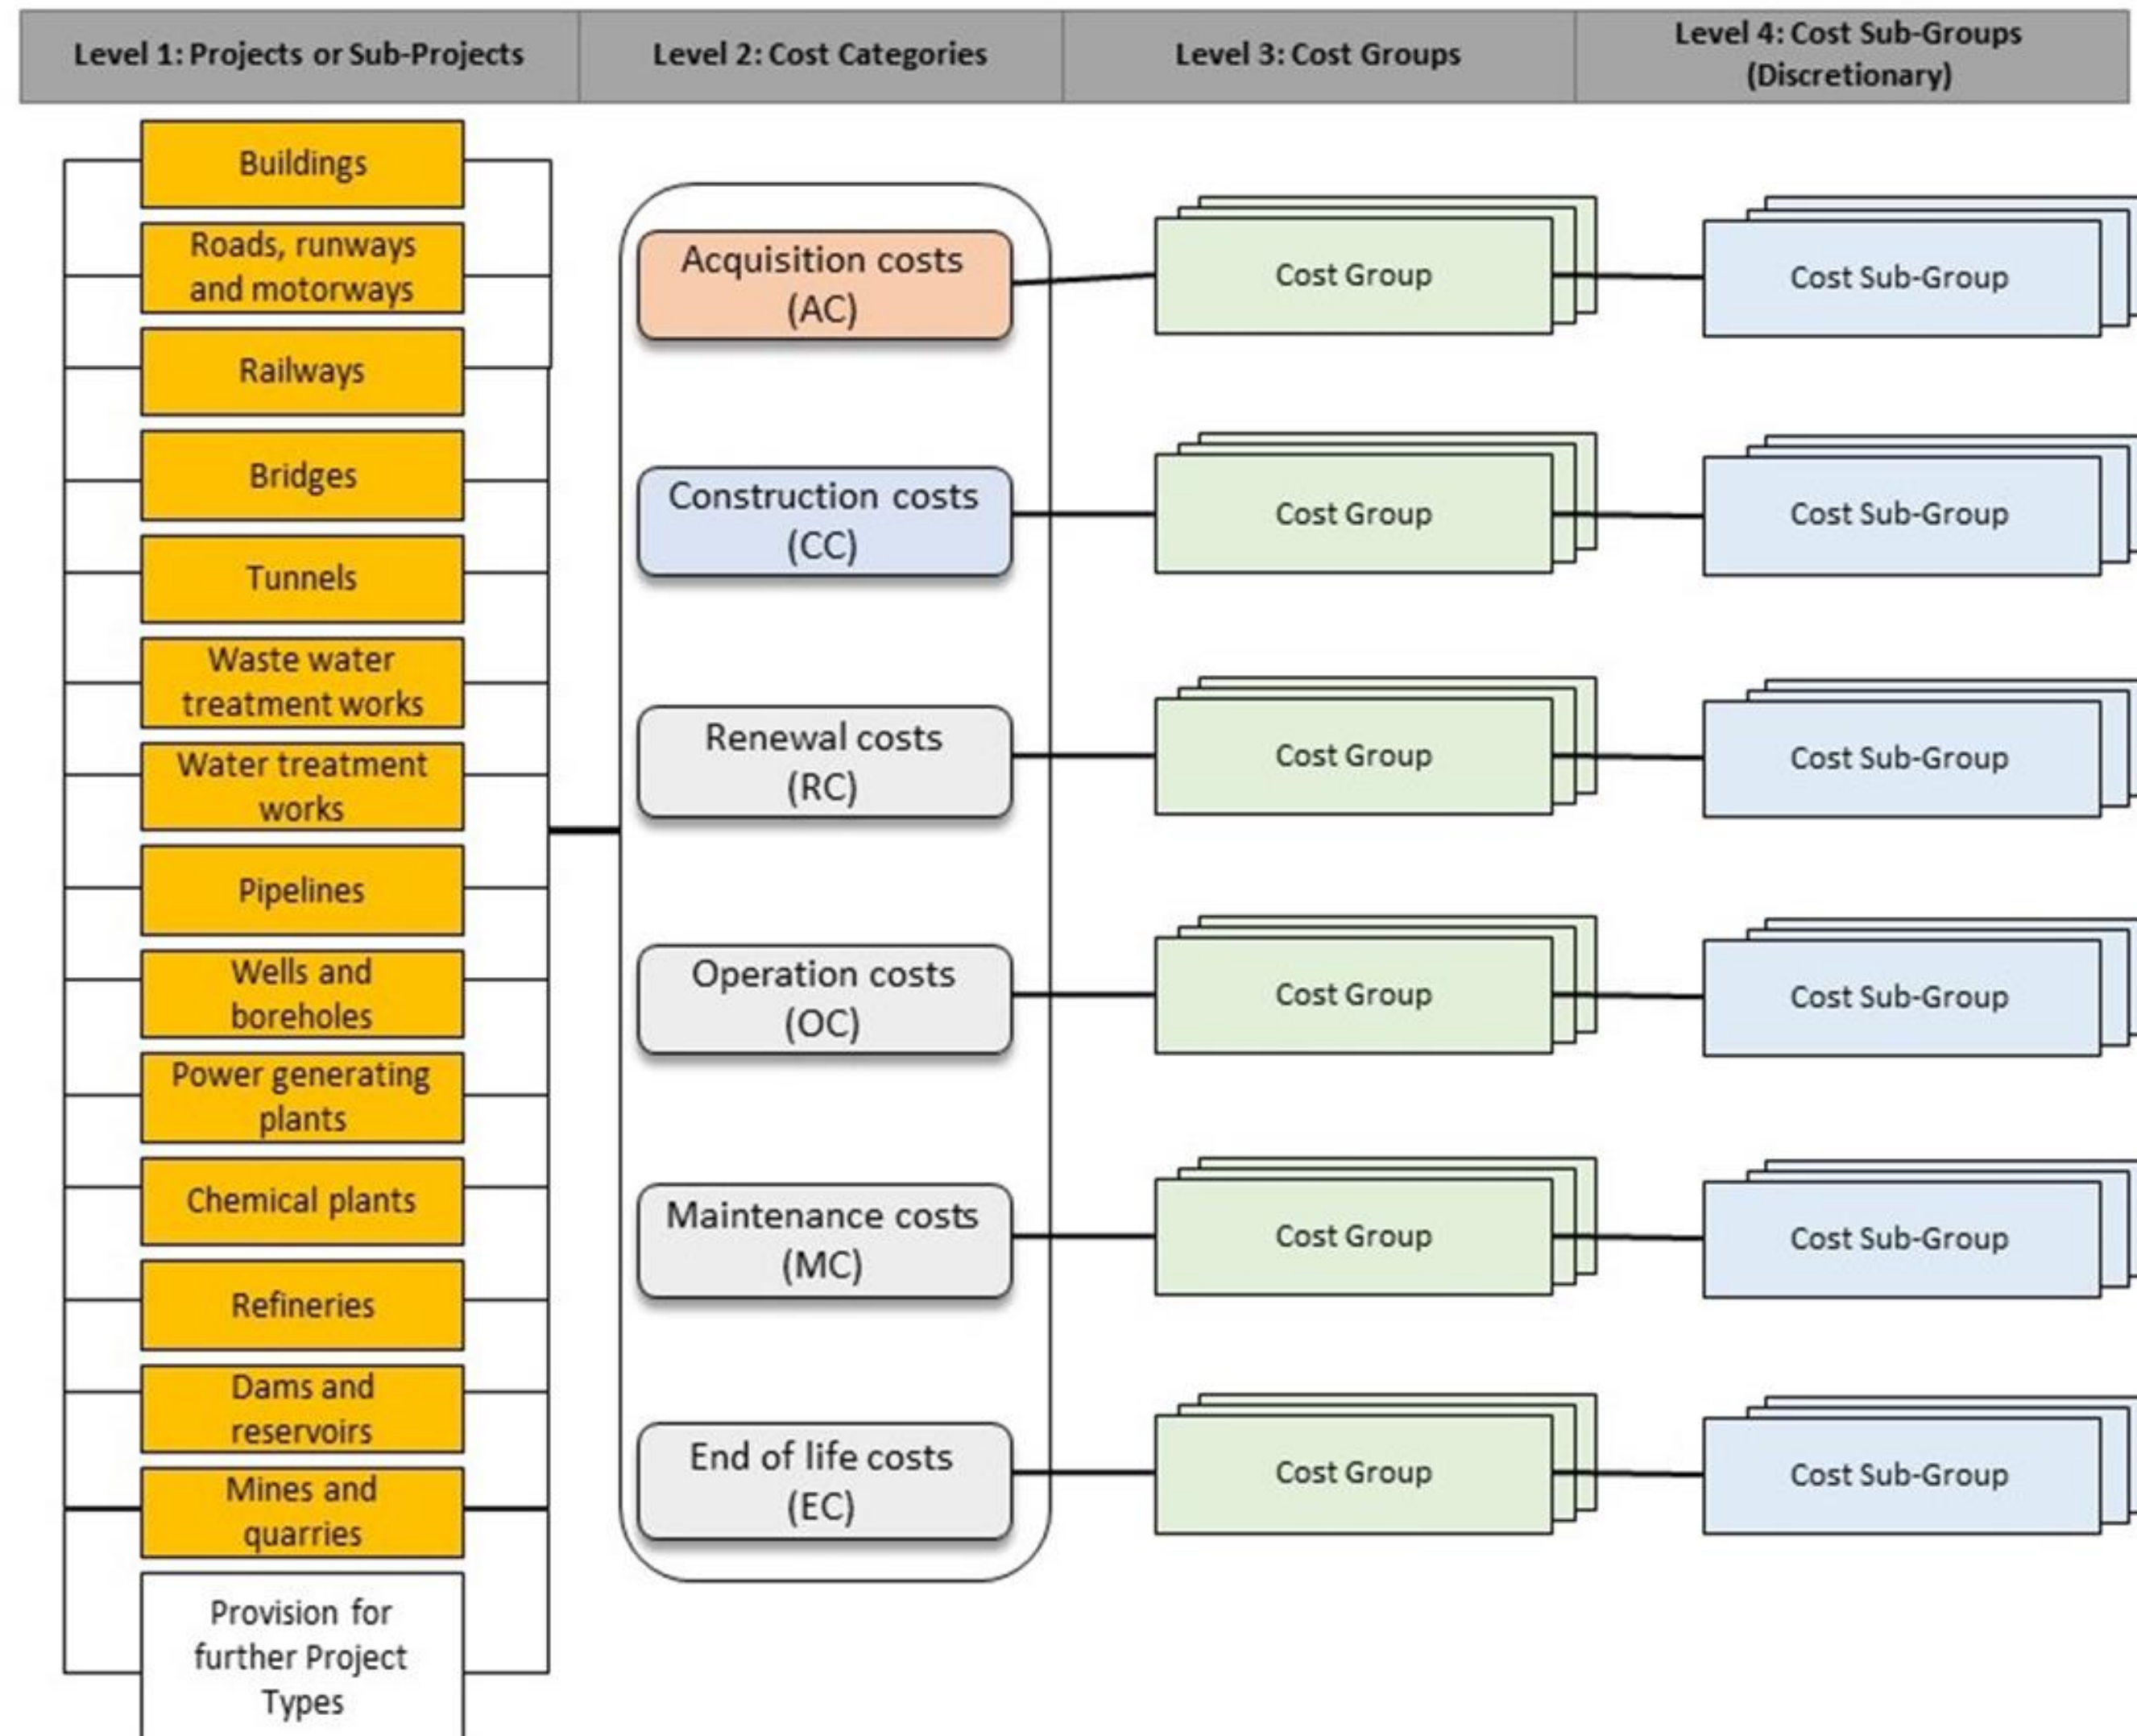 Level 1: Projects or Sub-Projects
Level 2: Cost Categories
Level 3: Cost Groups
Level 4: Cost Sub-Groups
(Discretionary)
Buildings
Roads, runways
and motorways
Railways
Bridges
Tunnels
Waste water
treatment works
Water treatment
works
Pipelines
Wells and
boreholes
Power generating
plants
Chemical plants
Refineries
Dams and
reservoirs
Mines and
quarries
Provision for
further Project
Types
Acquisition costs
(AC)
Cost Group
Cost Sub-Group
Construction costs
(CC)
Cost Group
Cost Sub-Group
Renewal costs
(RC)
Cost Group
Cost Sub-Group
Operation costs
(OC)
Cost Group
Cost Sub-Group
Maintenance costs
(MC)
Cost Group
Cost Sub-Group
End of life costs
(EC)
Cost Group
Cost Sub-Group